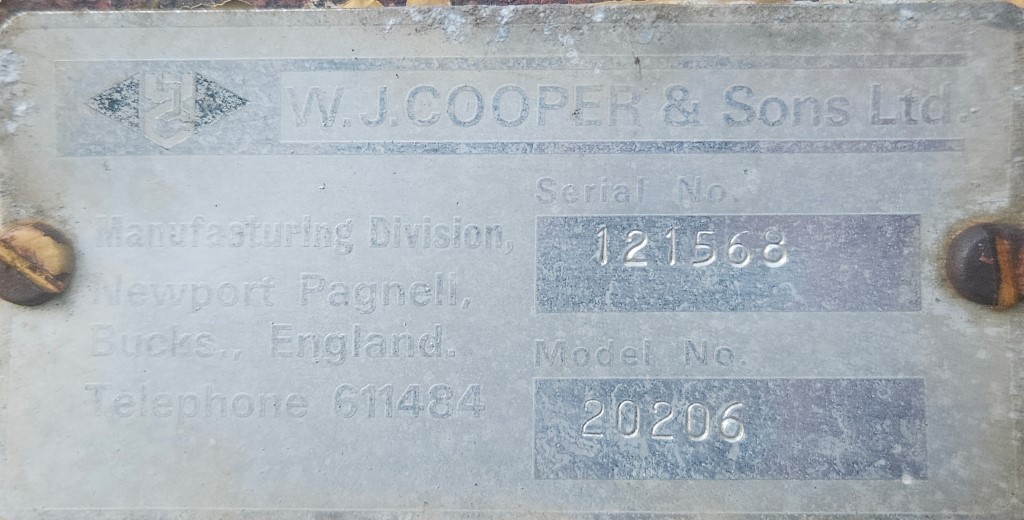 W.J.COOPER & Sons Ltd.
Manufacturing Division,
Newport Pagnell,
Bucks., England.
Telephone 611484
Serial No.
121568
Model No.
20206